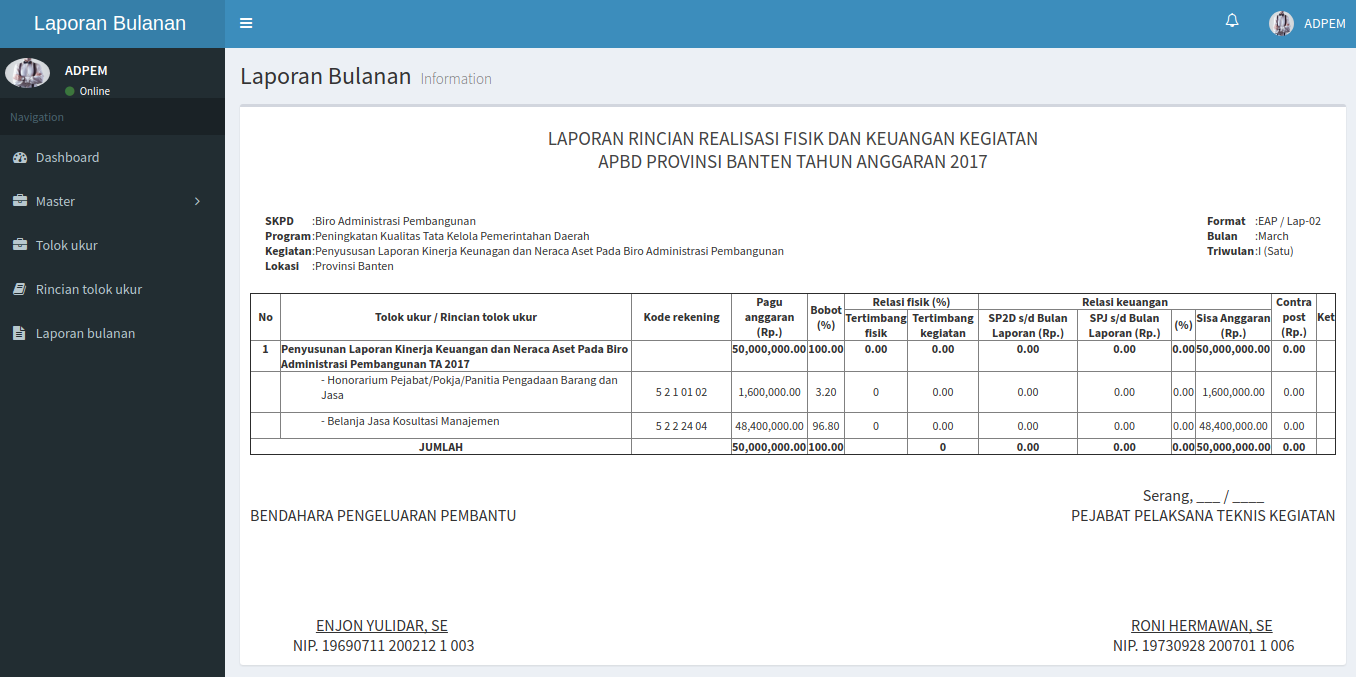 Laporan Bulanan
ADPEM
ADPEM
Online
Navigation
Dashboard
Master
Tolok ukur
Rincian tolok ukur
Laporan bulanan
Laporan Bulanan Information
LAPORAN RINCIAN REALISASI FISIK DAN KEUANGAN KEGIATAN
APBD PROVINSI BANTEN TAHUN ANGGARAN 2017
SKPD :Biro Administrasi Pembangunan
Program :Peningkatan Kualitas Tata Kelola Pemerintahan Daerah
Kegiatan :Penyususan Laporan Kinerja Keunagan dan Neraca Aset Pada Biro Administrasi Pembangunan
Lokasi :Provinsi Banten
Format :EAP / Lap-02
Bulan :March
Triwulan :I (Satu)
No
Tolok ukur / Rincian tolok ukur
Kode rekening
Pagu
anggaran
(Rp.)
Bobot
(%)
Relasi fisik (%)
Tertimbang
fisik
Tertimbang
kegiatan
Relasi keuangan
SP2D s/d Bulan
Laporan (Rp.)
SPJ s/d Bulan
Laporan (Rp.)
(%)
Sisa Anggaran
(Rp.)
Contra
post
(Rp.)
Ket
1 Penyusunan Laporan Kinerja Keuangan dan Neraca Aset Pada Biro
Administrasi Pembangunan TA 2017
50,000,000.00 100.00 0.00 0.00 0.00 0.00 0.00 50,000,000.00 0.00
- Honorarium Pejabat/Pokja/Panitia Pengadaan Barang dan
Jasa
5 2 1 01 02 1,600,000.00 3.20 0 0.00 0.00 0.00 0.00 1,600,000.00 0.00
- Belanja Jasa Kosultasi Manajemen
5 2 2 24 04 48,400,000.00 96.80 0 0.00 0.00 0.00 0.00 48,400,000.00 0.00
JUMLAH 50,000,000.00 100.00 0 0.00 0.00 0.00 50,000,000.00 0.00
Serang, ___ / ____
BENDAHARA PENGELUARAN PEMBANTU
PEJABAT PELAKSANA TEKNIS KEGIATAN
ENJON YULIDAR, SE
NIP. 19690711 200212 1 003
RONI HERMAWAN, SE
NIP. 19730928 200701 1 006